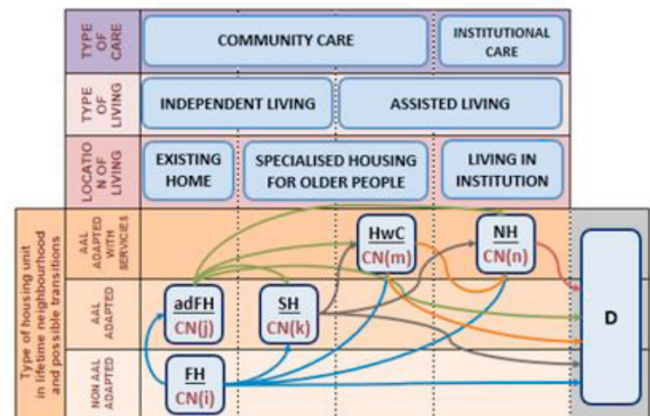 TYPE
OF
CARE
COMMUNITY CARE
INSTITUTIONAL
CARE
TYPE
OF
LIVING
INDEPENDENT LIVING
ASSISTED LIVING
LOCATIO
N OF
LIVING
EXISTING
HOME
SPECIALISED HOUSING
FOR OLDER PEOPLE
LIVING IN
INSTITUTION
Type of housing unit
in lifetime neighbourhood
and possible transitions
AAL
ADAPTED
WITH
SERVICIES
HwC
CN(m)
NH
CN(n)
AAL
ADAPTED
adFH
CN(j)
SH
CN(k)
D
NON AAL
ADAPTED
FH
CN(i)